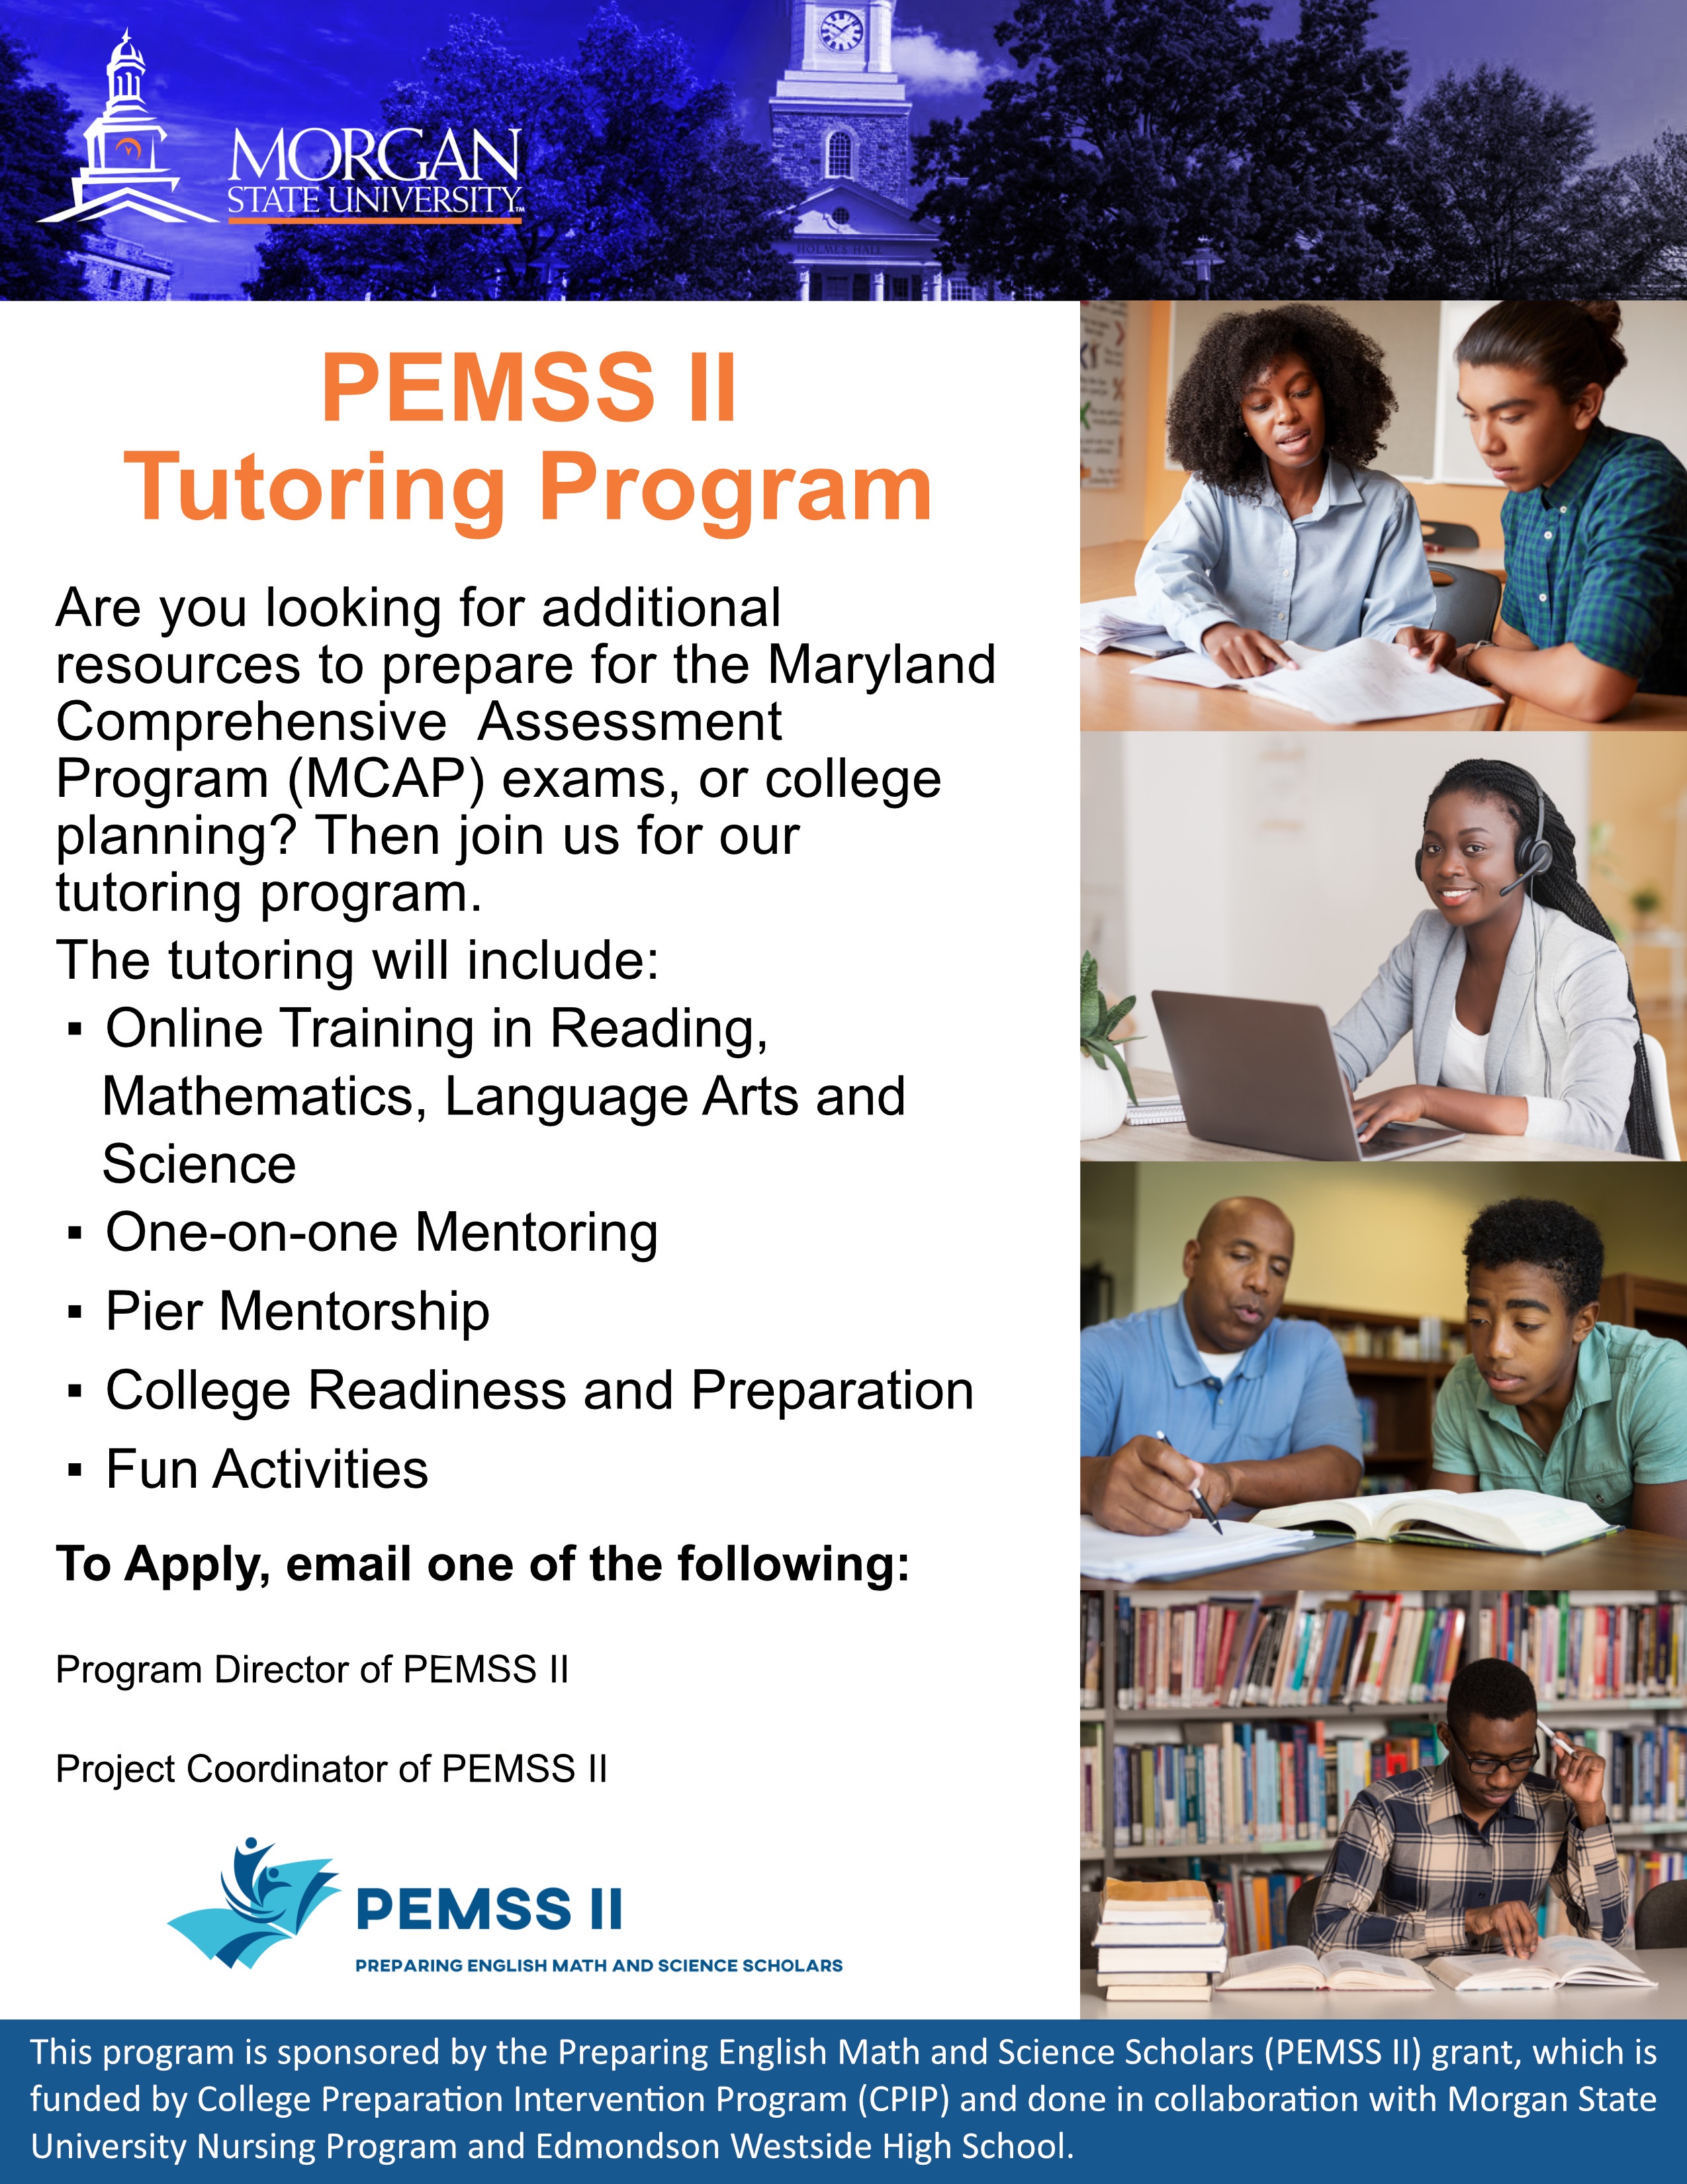 MORGAN
STATE UNIVERSITY™
HOLMES HALL
PEMSS II
Tutoring Program
Are you looking for additional
resources to prepare for the Maryland
Comprehensive Assessment
Program (MCAP) exams, or college
planning? Then join us for our
tutoring program.
The tutoring will include:
▪ Online Training in Reading,
Mathematics, Language Arts and
Science
▪ One-on-one Mentoring
▪ Pier Mentorship
▪ College Readiness and Preparation
▪ Fun Activities
To Apply, email one of the following:
Program Director of PEMSS II
Project Coordinator of PEMSS II
PEMSS II
PREPARING ENGLISH MATH AND SCIENCE SCHOLARS
This program is sponsored by the Preparing English Math and Science Scholars (PEMSS II) grant, which is
funded by College Preparation Intervention Program (CPIP) and done in collaboration with Morgan State
University Nursing Program and Edmondson Westside High School.